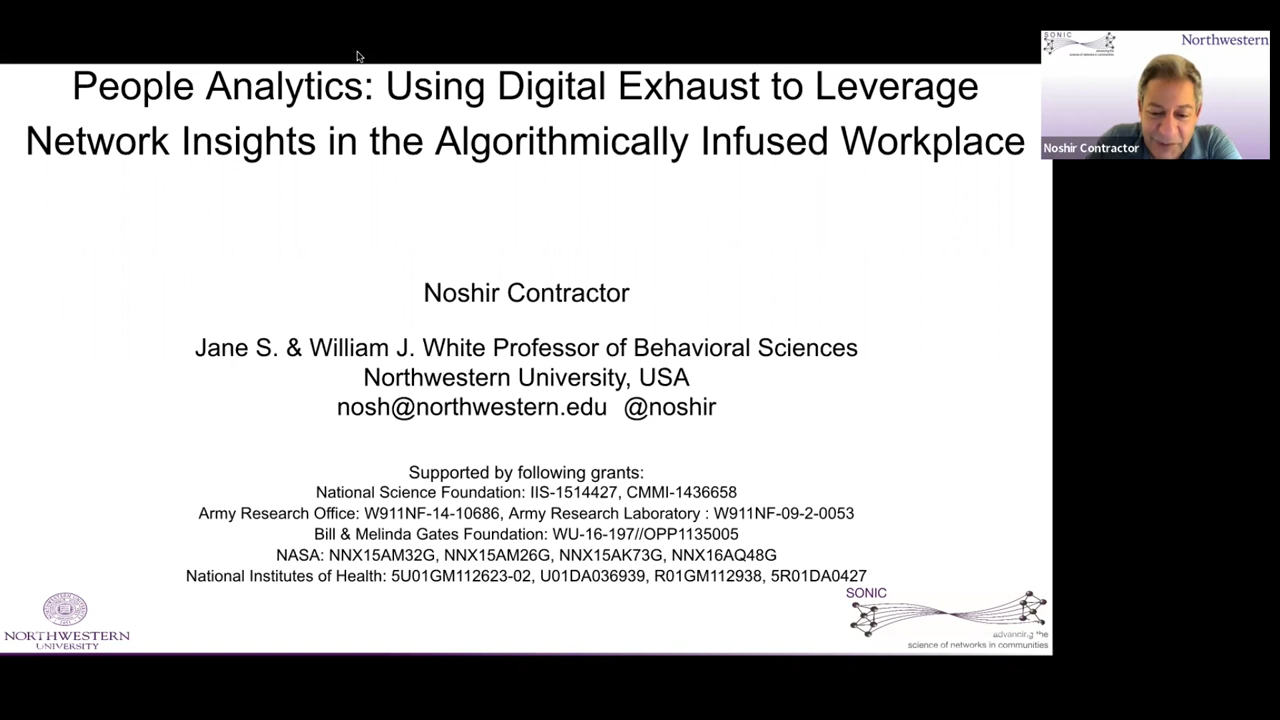 People Analytics: Using Digital Exhaust to Leverage
Network Insights in the Algorithmically Infused Workplace
SONIC
Northwestern
Noshir Contractor
Noshir Contractor
Jane S. & William J. White Professor of Behavioral Sciences
Northwestern University, USA
nosh@northwestern.edu @noshir
Supported by following grants:
National Science Foundation: IIS-1514427, CMMI-1436658
Army Research Office: W911NF-14-10686, Army Research Laboratory : W911NF-09-2-0053
Bill & Melinda Gates Foundation: WU-16-197//OPP1135005
NASA: NNX15AM32G, NNX15AM26G, NNX15AK73G, NNX16AQ48G
National Institutes of Health: 5U01GM112623-02, U01DA036939, R01GM112938, 5R01DA0427
NORTHWESTERN
UNIVERSITY
SONIC
advancing the
science of networks in communities